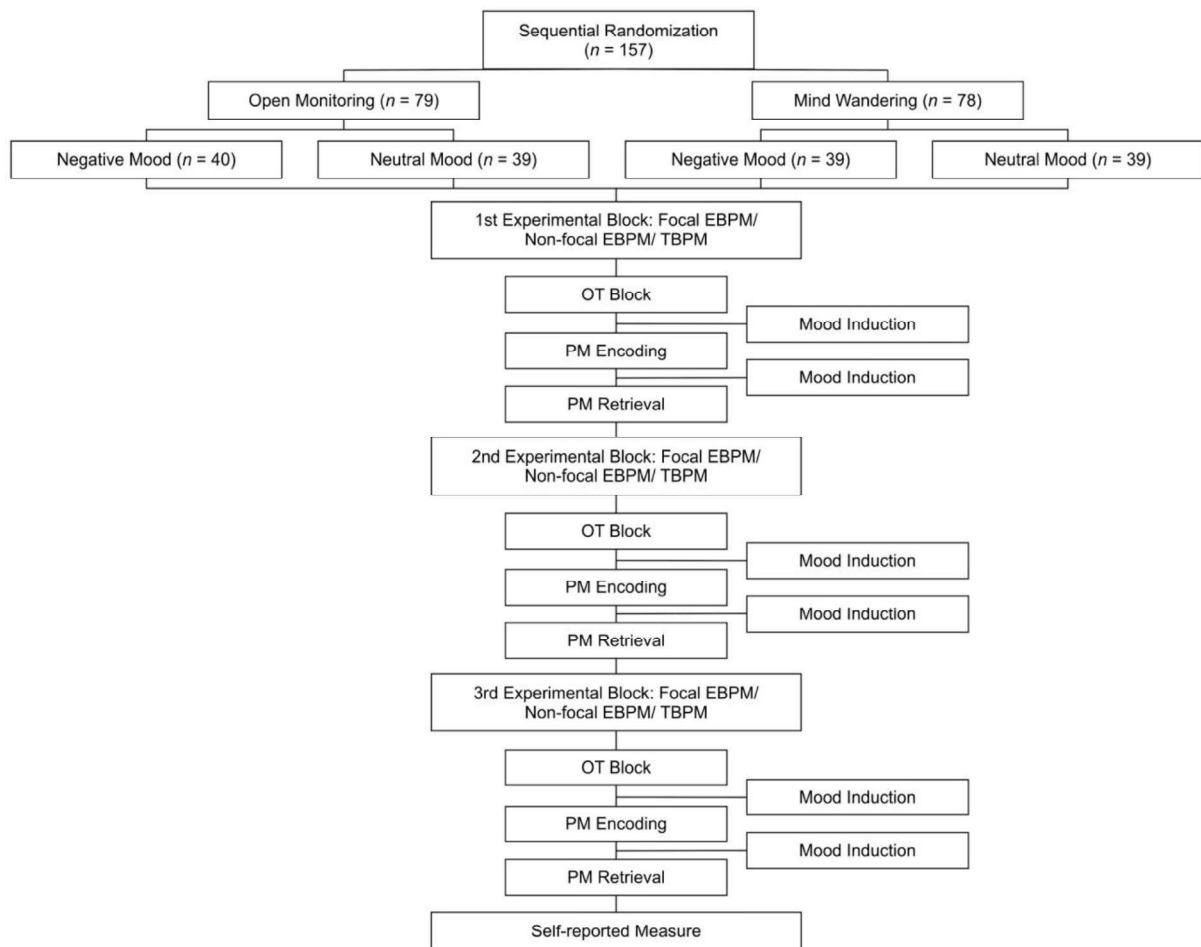 Sequential Randomization
(n = 157)
Open Monitoring (n = 79)
Mind Wandering (n = 78)
Negative Mood (n = 40)
Neutral Mood (n = 39)
Negative Mood (n = 39)
Neutral Mood (n = 39)
1st Experimental Block: Focal EBPM/
Non-focal EBPM/ TBPM
OT Block
Mood Induction
PM Encoding
Mood Induction
PM Retrieval
2nd Experimental Block: Focal EBPM/
Non-focal EBPM/ TBPM
OT Block
Mood Induction
PM Encoding
Mood Induction
PM Retrieval
3rd Experimental Block: Focal EBPM/
Non-focal EBPM/ TBPM
OT Block
Mood Induction
PM Encoding
Mood Induction
PM Retrieval
Self-reported Measure